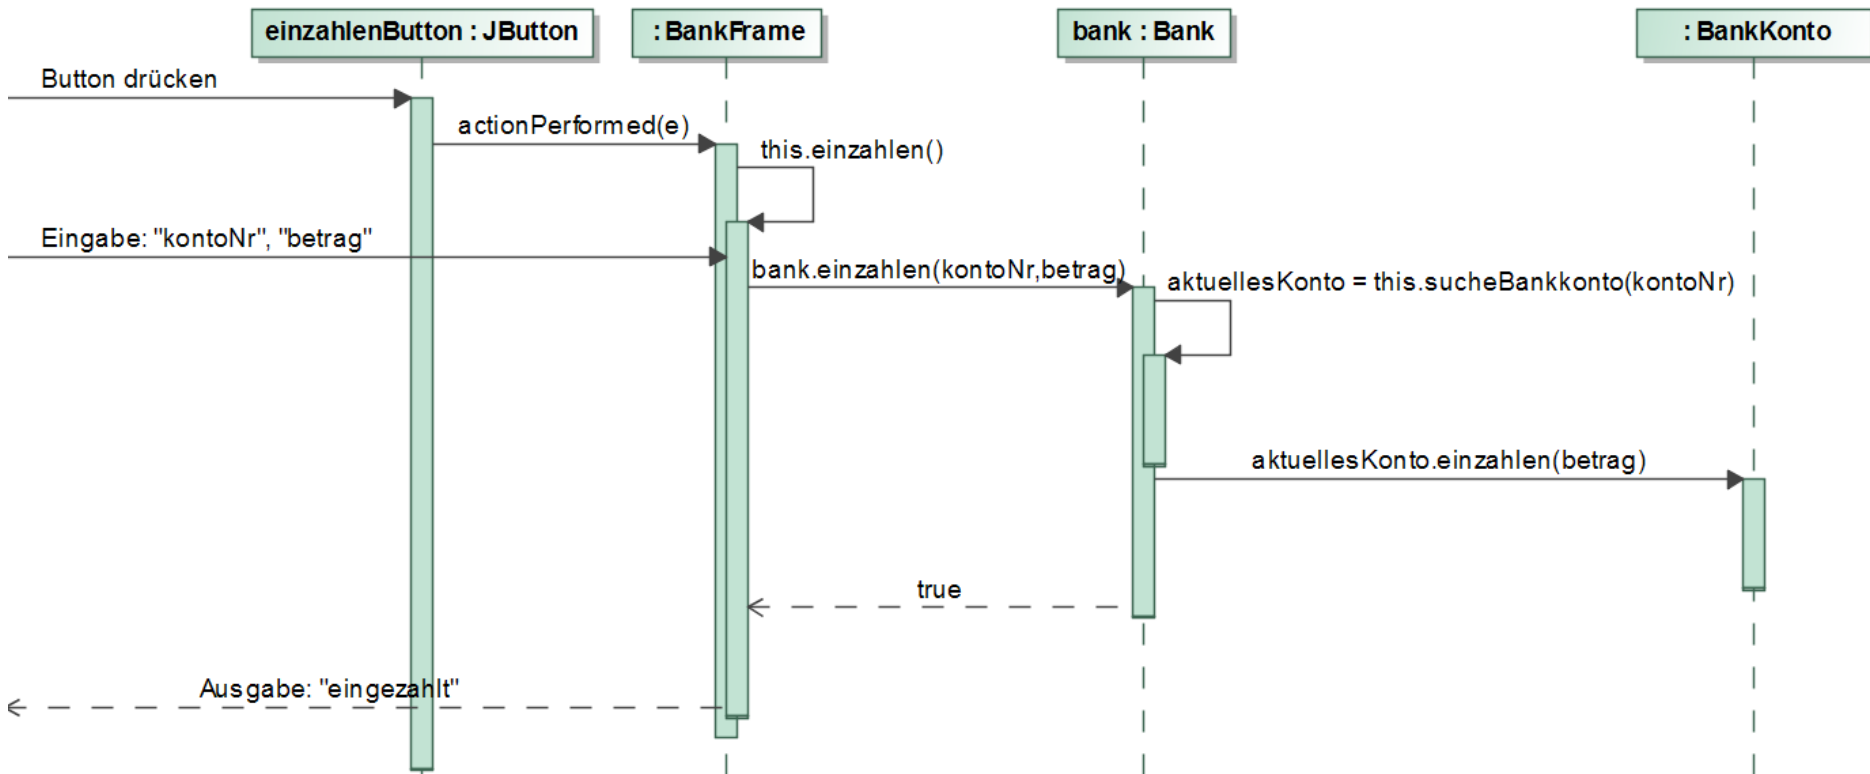 einzahlenButton : JButton
: BankFrame
bank : Bank
: BankKonto
Button drücken
actionPerformed(e)
this.einzahlen()
Eingabe: "kontoNr", "betrag"
bank.einzahlen(kontoNr,betrag)
aktuellesKonto = this.sucheBankkonto(kontoNr)
aktuellesKonto.einzahlen(betrag)
true
Ausgabe: "eingezahlt"